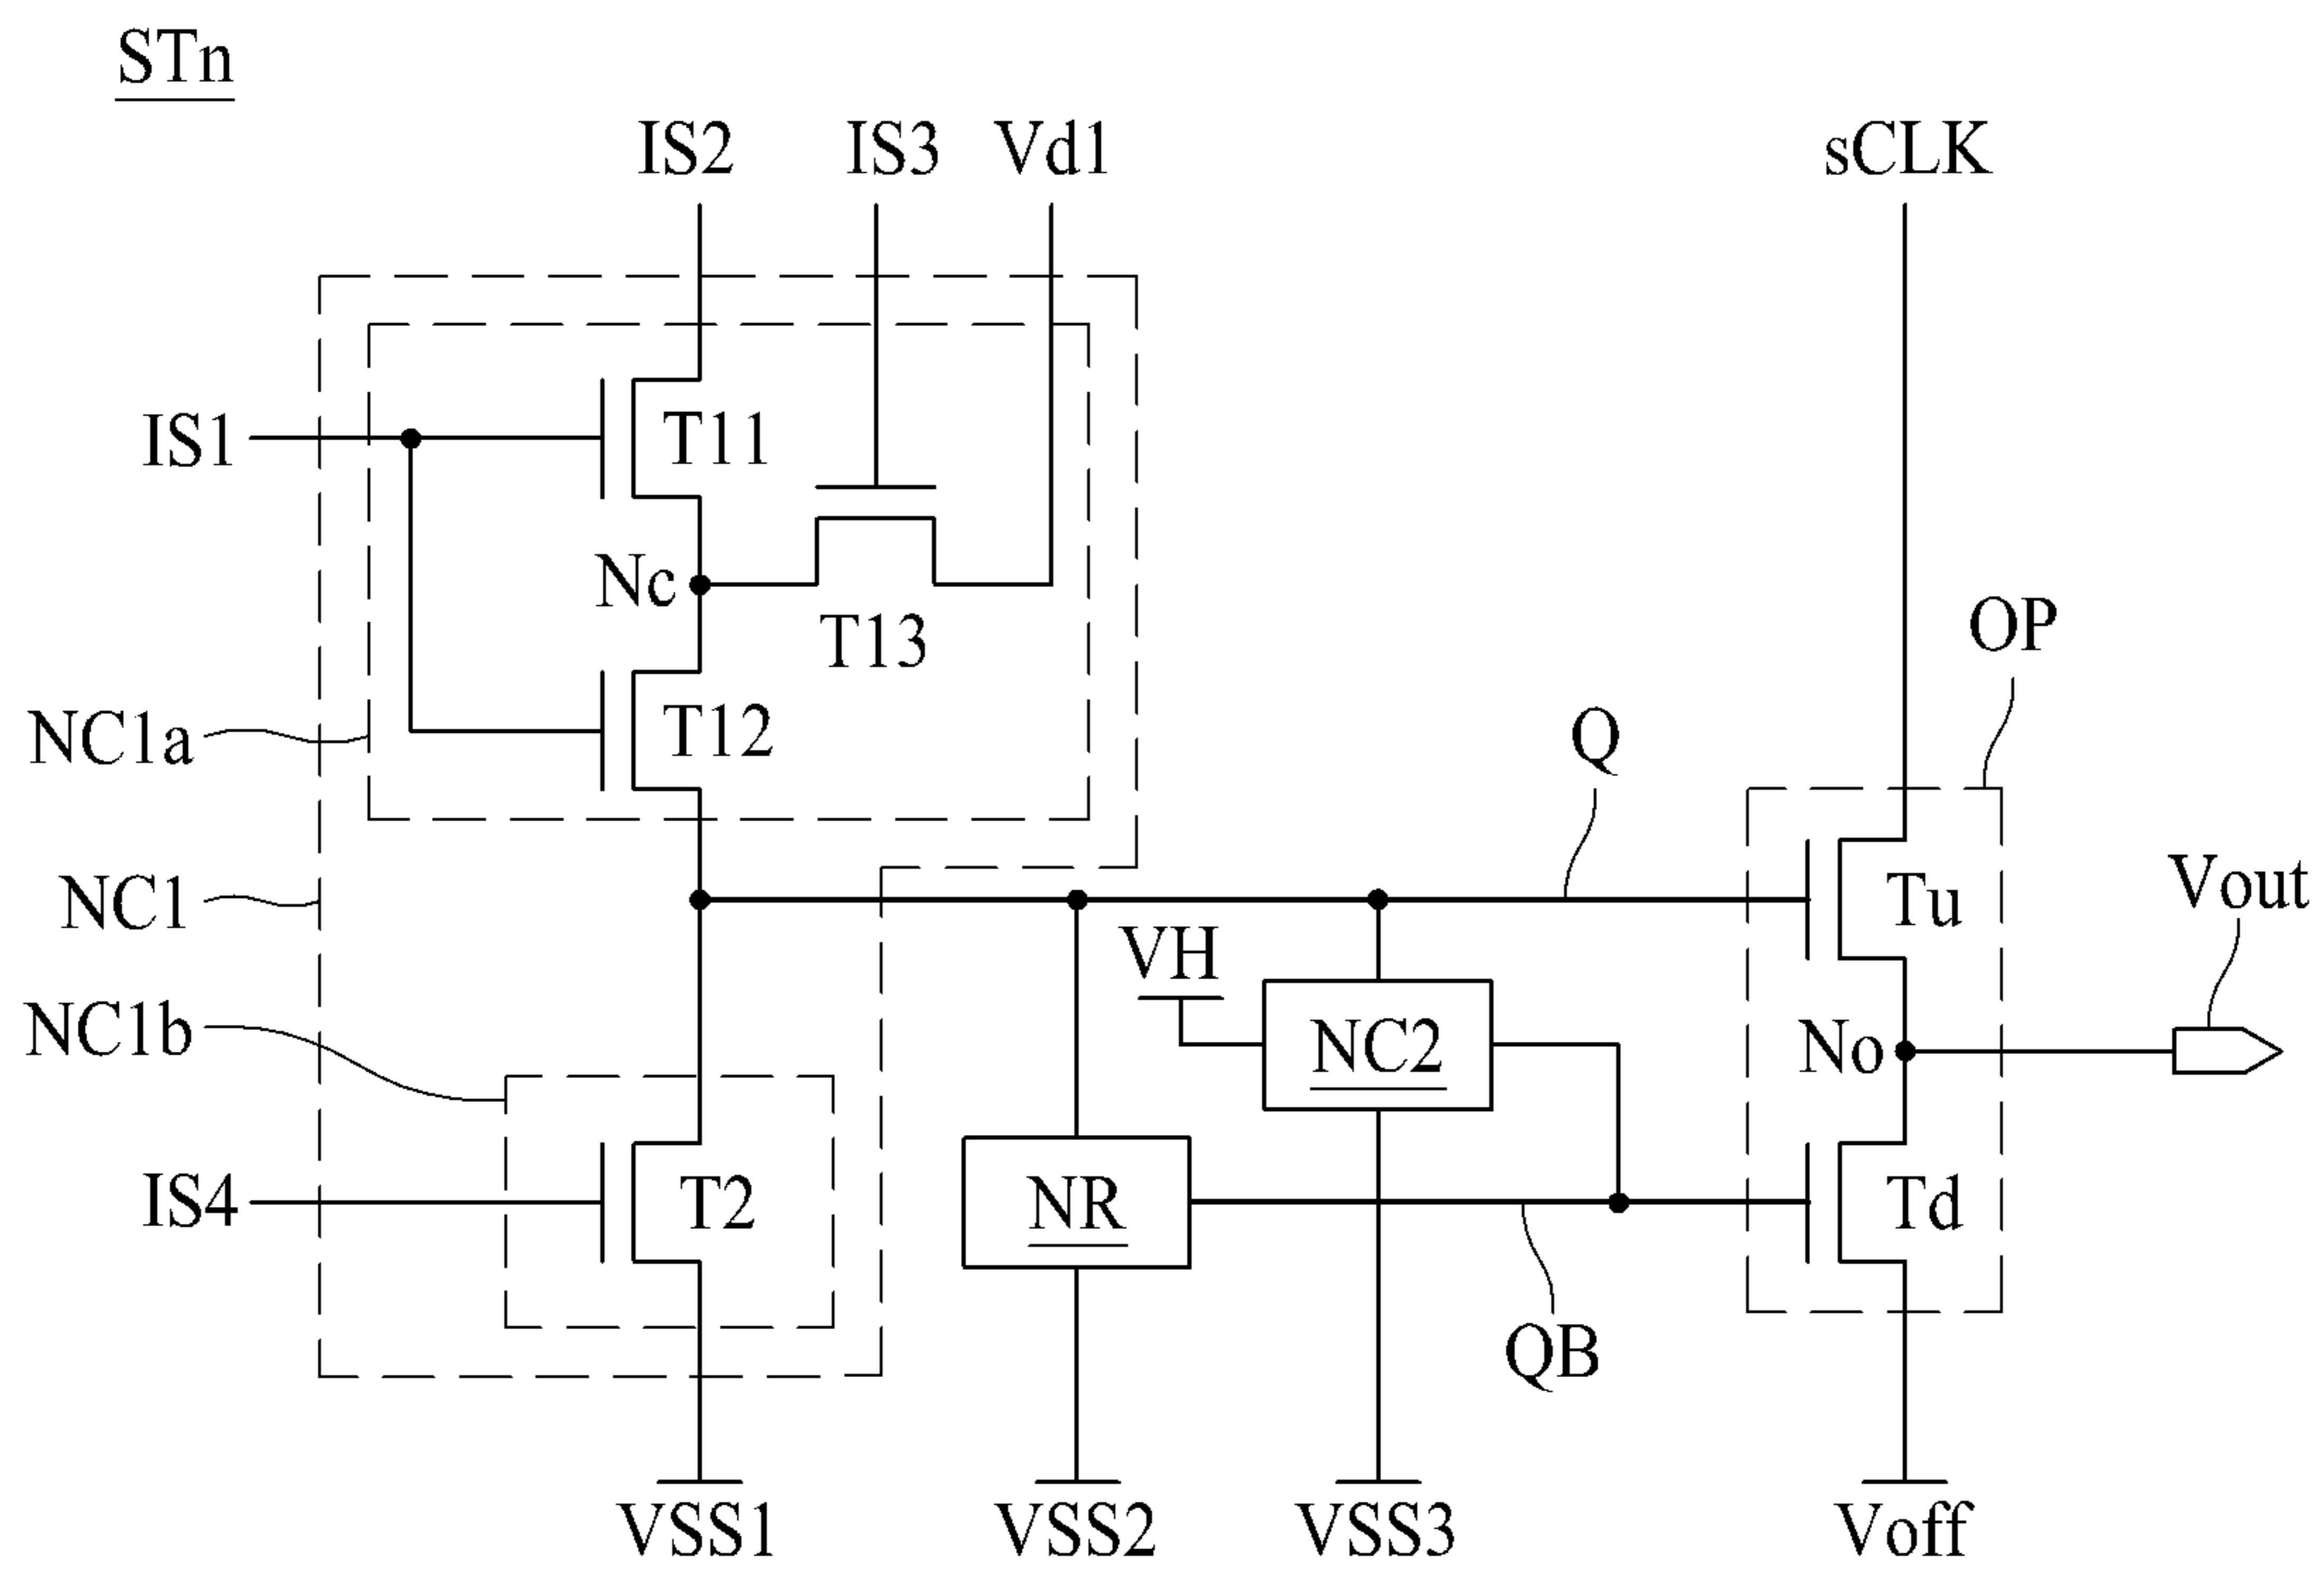 STn
IS2
IS3
Vd1
sCLK
IS1
T11
Nc
T13
OP
NC1a
T12
Q
NC1
Tu
Vout
VH
NC1b
NC2
No
IS4
T2
NR
Td
QB
VSS1
VSS2
VSS3
Voff